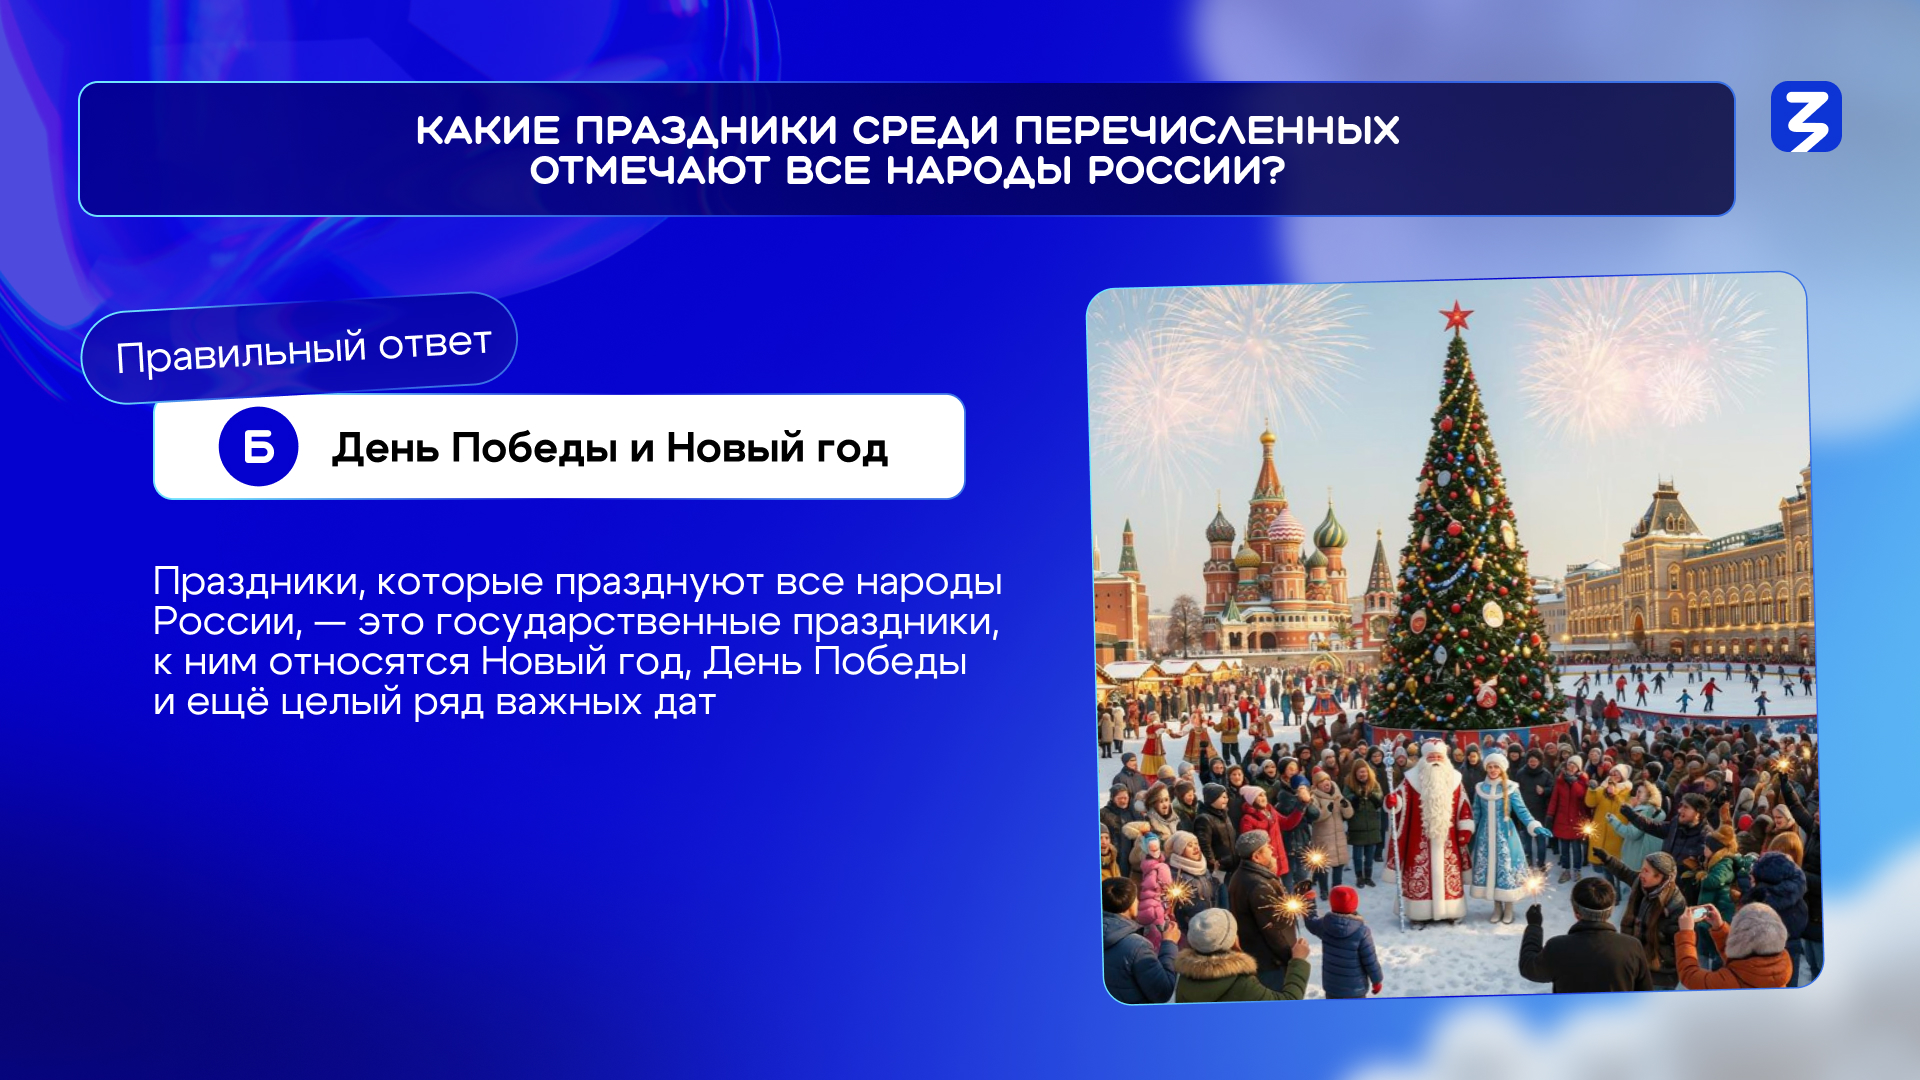 КАКИЕ ПРАЗДНИКИ СРЕДИ ПЕРЕЧИСЛЕННЫХ
ОТМЕЧАЮТ ВСЕ НАРОДЫ РОССИИ?
Правильный ответ
Б День Победы и Новый год
Праздники, которые празднуют все народы
России, — это государственные праздники,
к ним относятся Новый год, День Победы
и ещё целый ряд важных дат